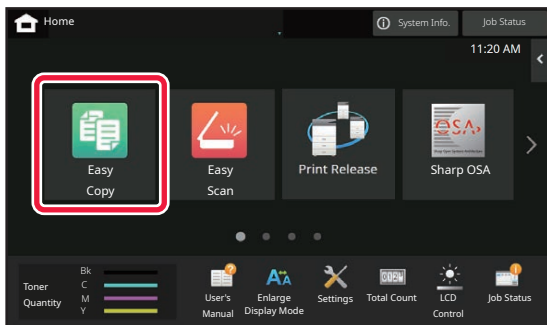 Home
System Info.
Job Status
11:20 AM
Easy
Copy
Easy
Scan
Print Release
Sharp OSA
Toner
Quantity
Bk
C
M
Y
User's
Manual
Enlarge
Display Mode
Settings
Total Count
LCD
Control
Job Status